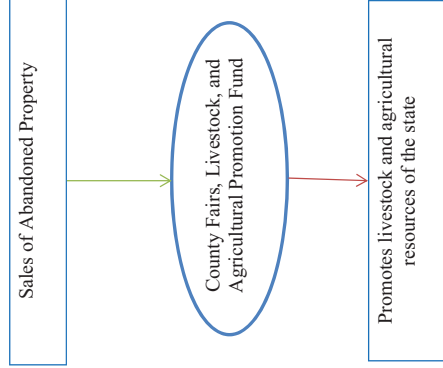 Sales of Abandoned Property
County Fairs, Livestock, and
Agricultural Promotion Fund
Promotes livestock and agricultural
resources of the state